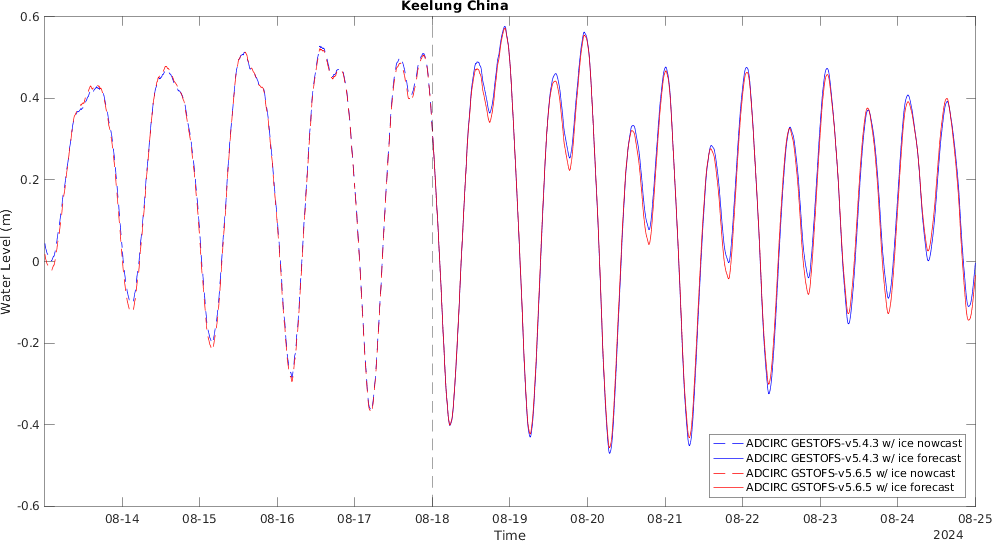 Keelung China
Water Level (m)
0.6
0.4
0.2
0
-0.2
-0.4
-0.6
ADCIRC GESTOFS-v5.4.3 w/ ice nowcast
ADCIRC GESTOFS-v5.4.3 w/ ice forecast
ADCIRC GSTOFS-v5.6.5 w/ ice nowcast
ADCIRC GSTOFS-v5.6.5 w/ ice forecast
08-14 08-15 08-16 08-17 08-18 08-19 08-20 08-21 08-22 08-23 08-24 08-25
Time
2024